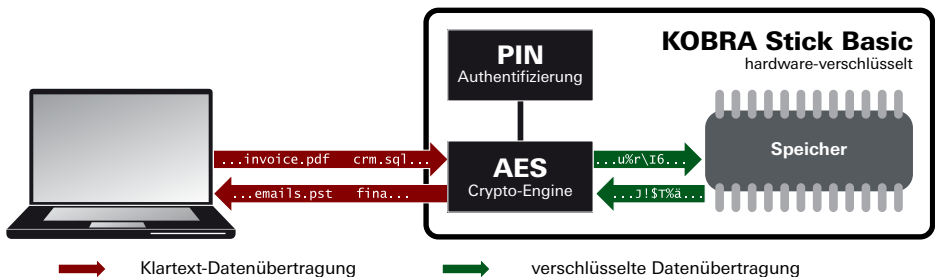 KOBRA Stick Basic
hardware-verschlüsselt
PIN
Authentifizierung
Speicher
...invoice.pdf crm.sql...
AES
Crypto-Engine
...u%r\I6...
...emails.pst fina...
...J!$T%ä...
Klartext-Datenübertragung
verschlüsselte Datenübertragung